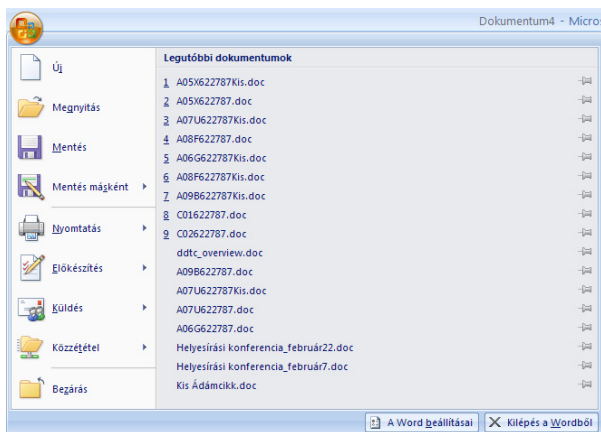 Dokumentum4 - Micro
Új
Megnyitás
Mentés
Mentés másként
Nyomtatás
Előkészítés
Küldés
Közzététel
Bezárás
Legutóbbi dokumentumok
1 A05X622787Kis.doc
2 A05X622787.doc
3 A07U622787Kis.doc
4 A08F622787.doc
5 A06G622787Kis.doc
6 A08F622787Kis.doc
7 A09B622787Kis.doc
8 C01622787.doc
9 C02622787.doc
ddtc_overview.doc
A09B622787.doc
A07U622787Kis.doc
A07U622787.doc
A06G622787.doc
Helyesírási konferencia_február22.doc
Helyesírási konferencia_február7.doc
Kis Ádámcikk.doc
A Word beállításai
Kilépés a Wordből